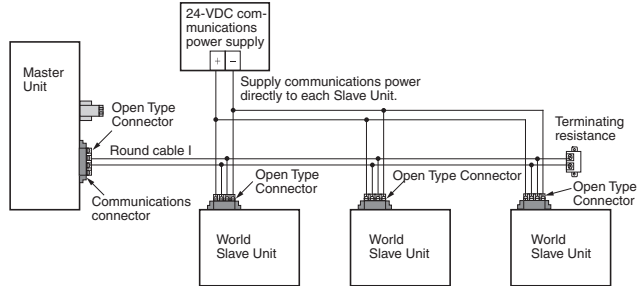 24-VDC com-
munications
power supply
+ −
Supply communications power
directly to each Slave Unit.
Master
Unit
Open Type
Connector
Round cable I
Communications
connector
Terminating
resistance
Open Type
Connector
Open Type Connector
Open Type
Connector
World
Slave Unit
World
Slave Unit
World
Slave Unit